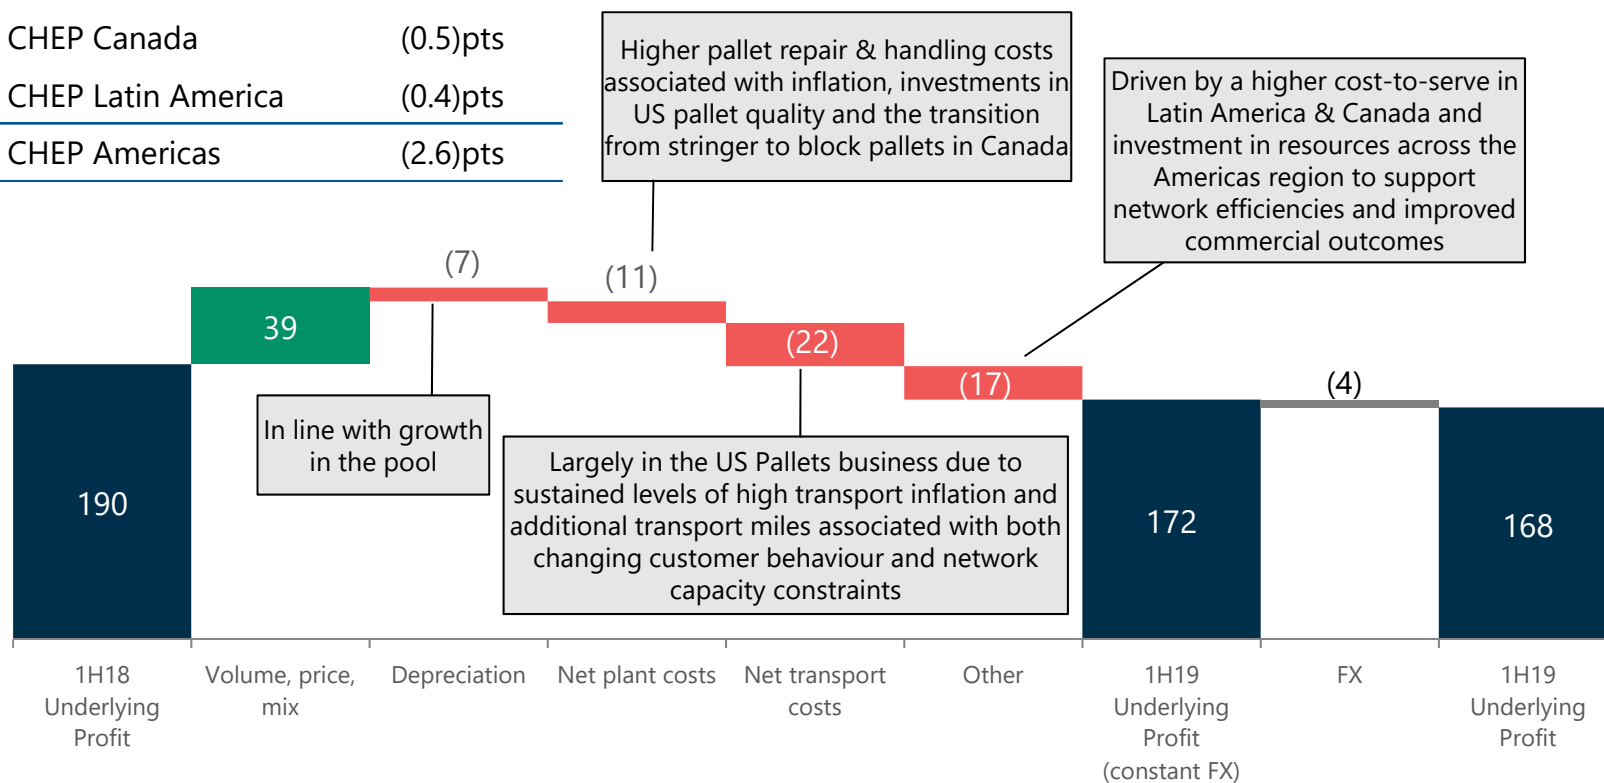 CHEP Canada (0.5)pts
CHEP Latin America (0.4)pts
CHEP Americas (2.6)pts
Higher pallet repair & handling costs
associated with inflation, investments in
US pallet quality and the transition
from stringer to block pallets in Canada
Driven by a higher cost-to-serve in
Latin America & Canada and
investment in resources across the
Americas region to support
network efficiencies and improved
commercial outcomes
(7)
(11)
39
(22)
(17)
(4)
In line with growth
in the pool
Largely in the US Pallets business due to
sustained levels of high transport inflation and
additional transport miles associated with both
changing customer behaviour and network
capacity constraints
190
172
168
1H18
Underlying
Profit
Volume, price,
mix
Depreciation
Net plant costs
Net transport
costs
Other
1H19
Underlying
Profit
(constant FX)
FX
1H19
Underlying
Profit